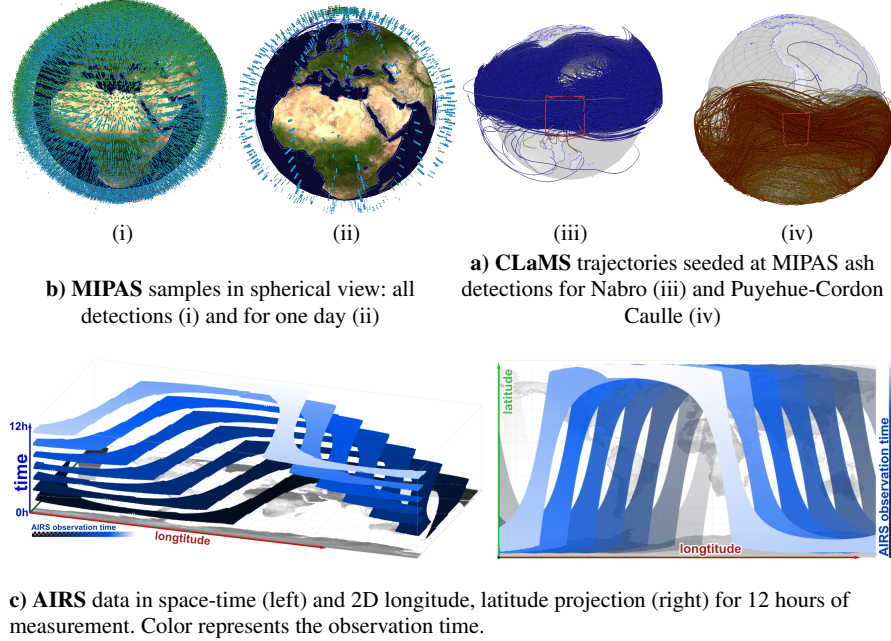 (i)
(ii)
(iii)
(iv)
b) MIPAS samples in spherical view: all
detections (i) and for one day (ii)
a) CLaMS trajectories seeded at MIPAS ash
detections for Nabro (iii) and Puyehue-Cordon
Caulle (iv)
12h
time
0h
AIRS observation time
longtitude
latitude
longtitude
AIRS observation time
c) AIRS data in space-time (left) and 2D longitude, latitude projection (right) for 12 hours of
measurement. Color represents the observation time.